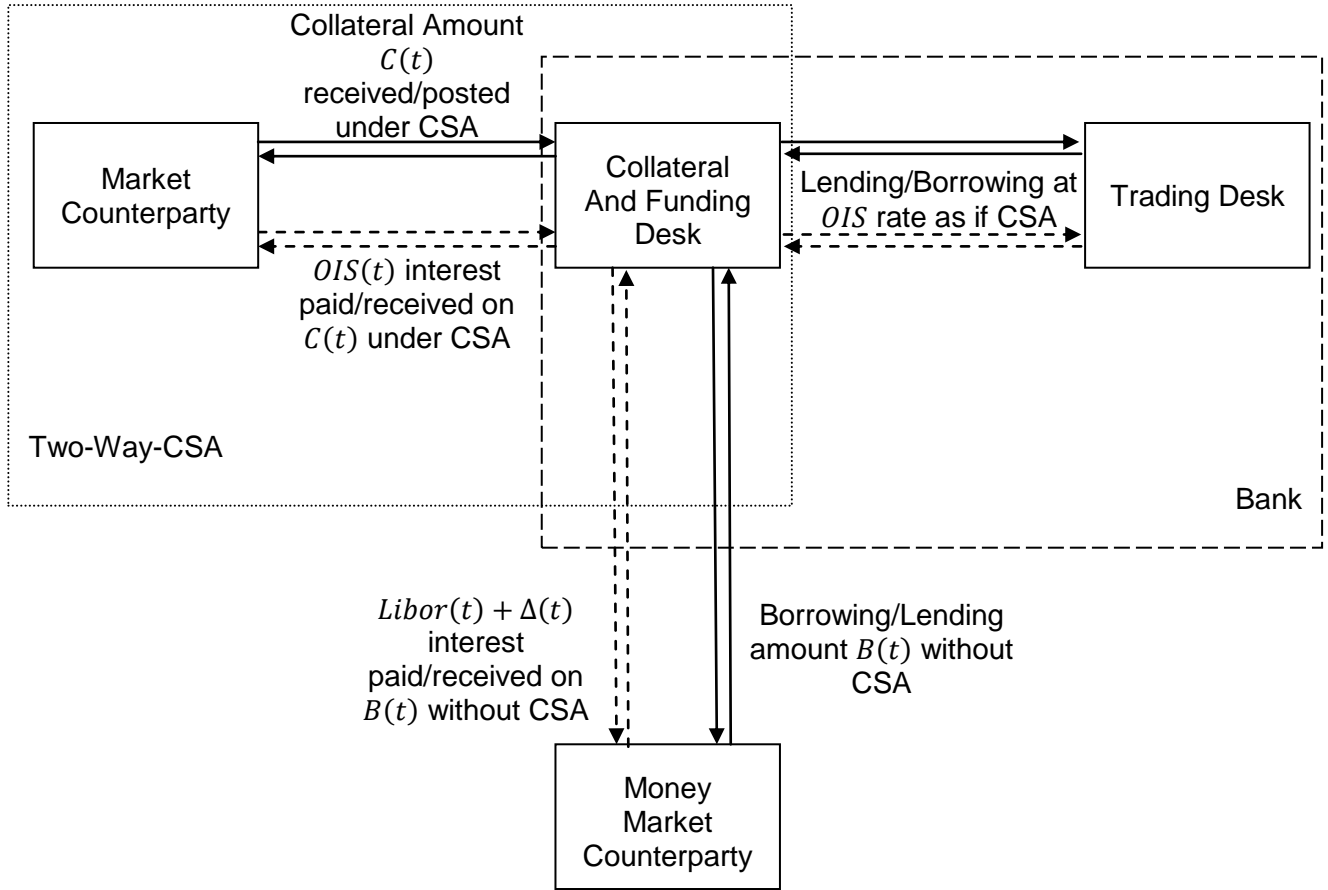 Collateral Amount
C(t)
received/posted
under CSA
Market
Counterparty
Collateral
And Funding
Desk
Lending/Borrowing at
OIS rate as if CSA
Trading Desk
OIS(t) interest
paid/received on
C(t) under CSA
Two-Way-CSA
Bank
Libor(t) + Δ(t)
interest
paid/received on
B(t) without CSA
Borrowing/Lending
amount B(t) without
CSA
Money
Market
Counterparty